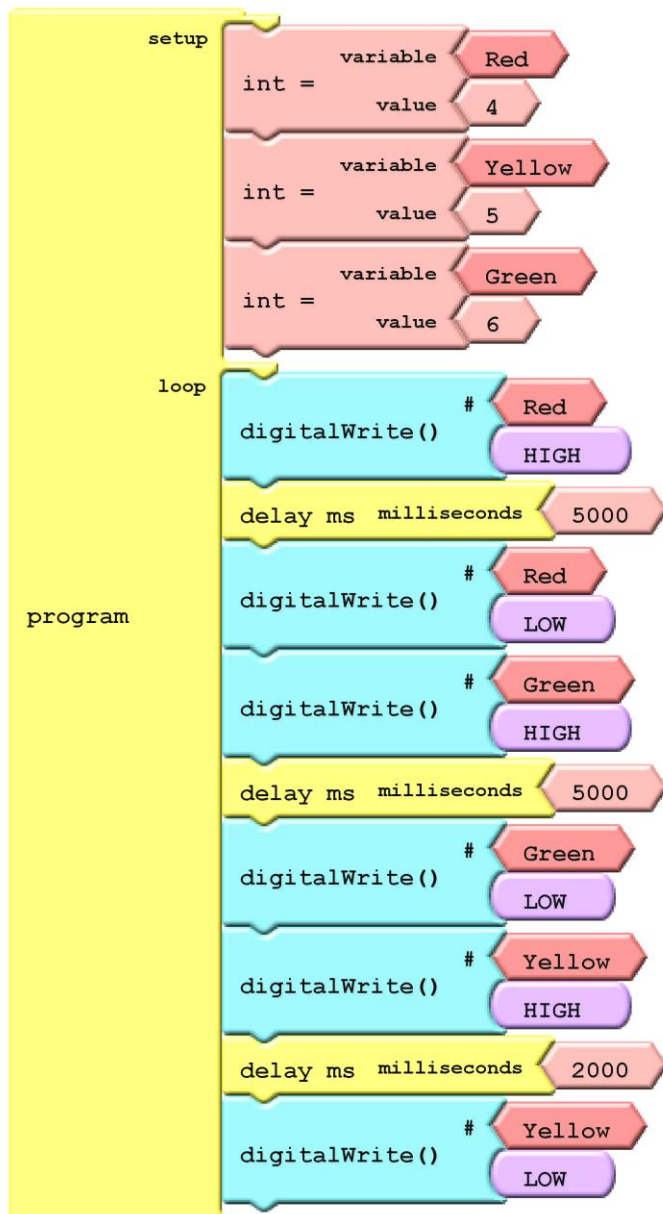 setup
int =
variable Red
value 4
int =
variable Yellow
value 5
int =
variable Green
value 6
loop
digitalWrite()
# Red
HIGH
delay ms milliseconds 5000
program
digitalWrite()
# Red
LOW
digitalWrite()
# Green
HIGH
delay ms milliseconds 5000
digitalWrite()
# Green
LOW
digitalWrite()
# Yellow
HIGH
delay ms milliseconds 2000
digitalWrite()
# Yellow
LOW